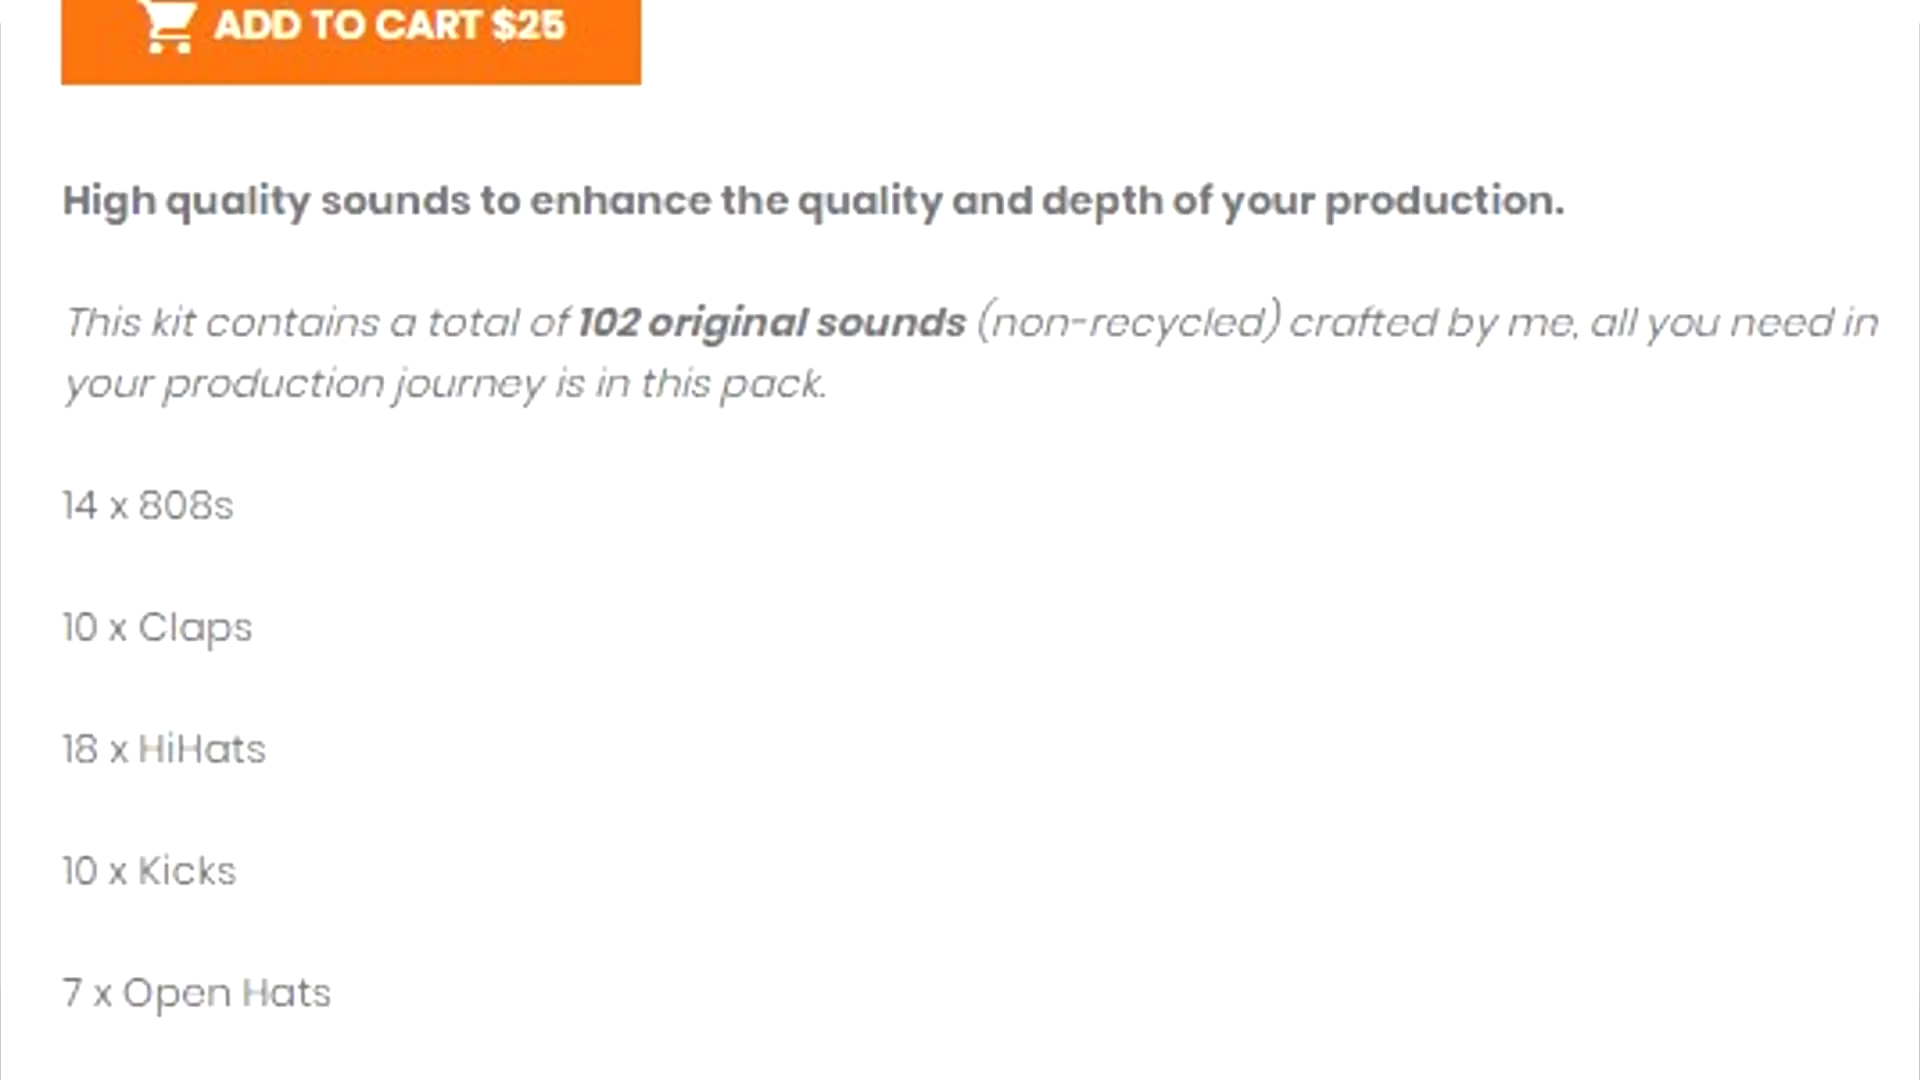 ADD TO CART $25
High quality sounds to enhance the quality and depth of your production.
This kit contains a total of 102 original sounds (non-recycled) crafted by me, all you need in
your production journey is in this pack.
14 x 808s
10 x Claps
18 x HiHats
10 x Kicks
7 x Open Hats